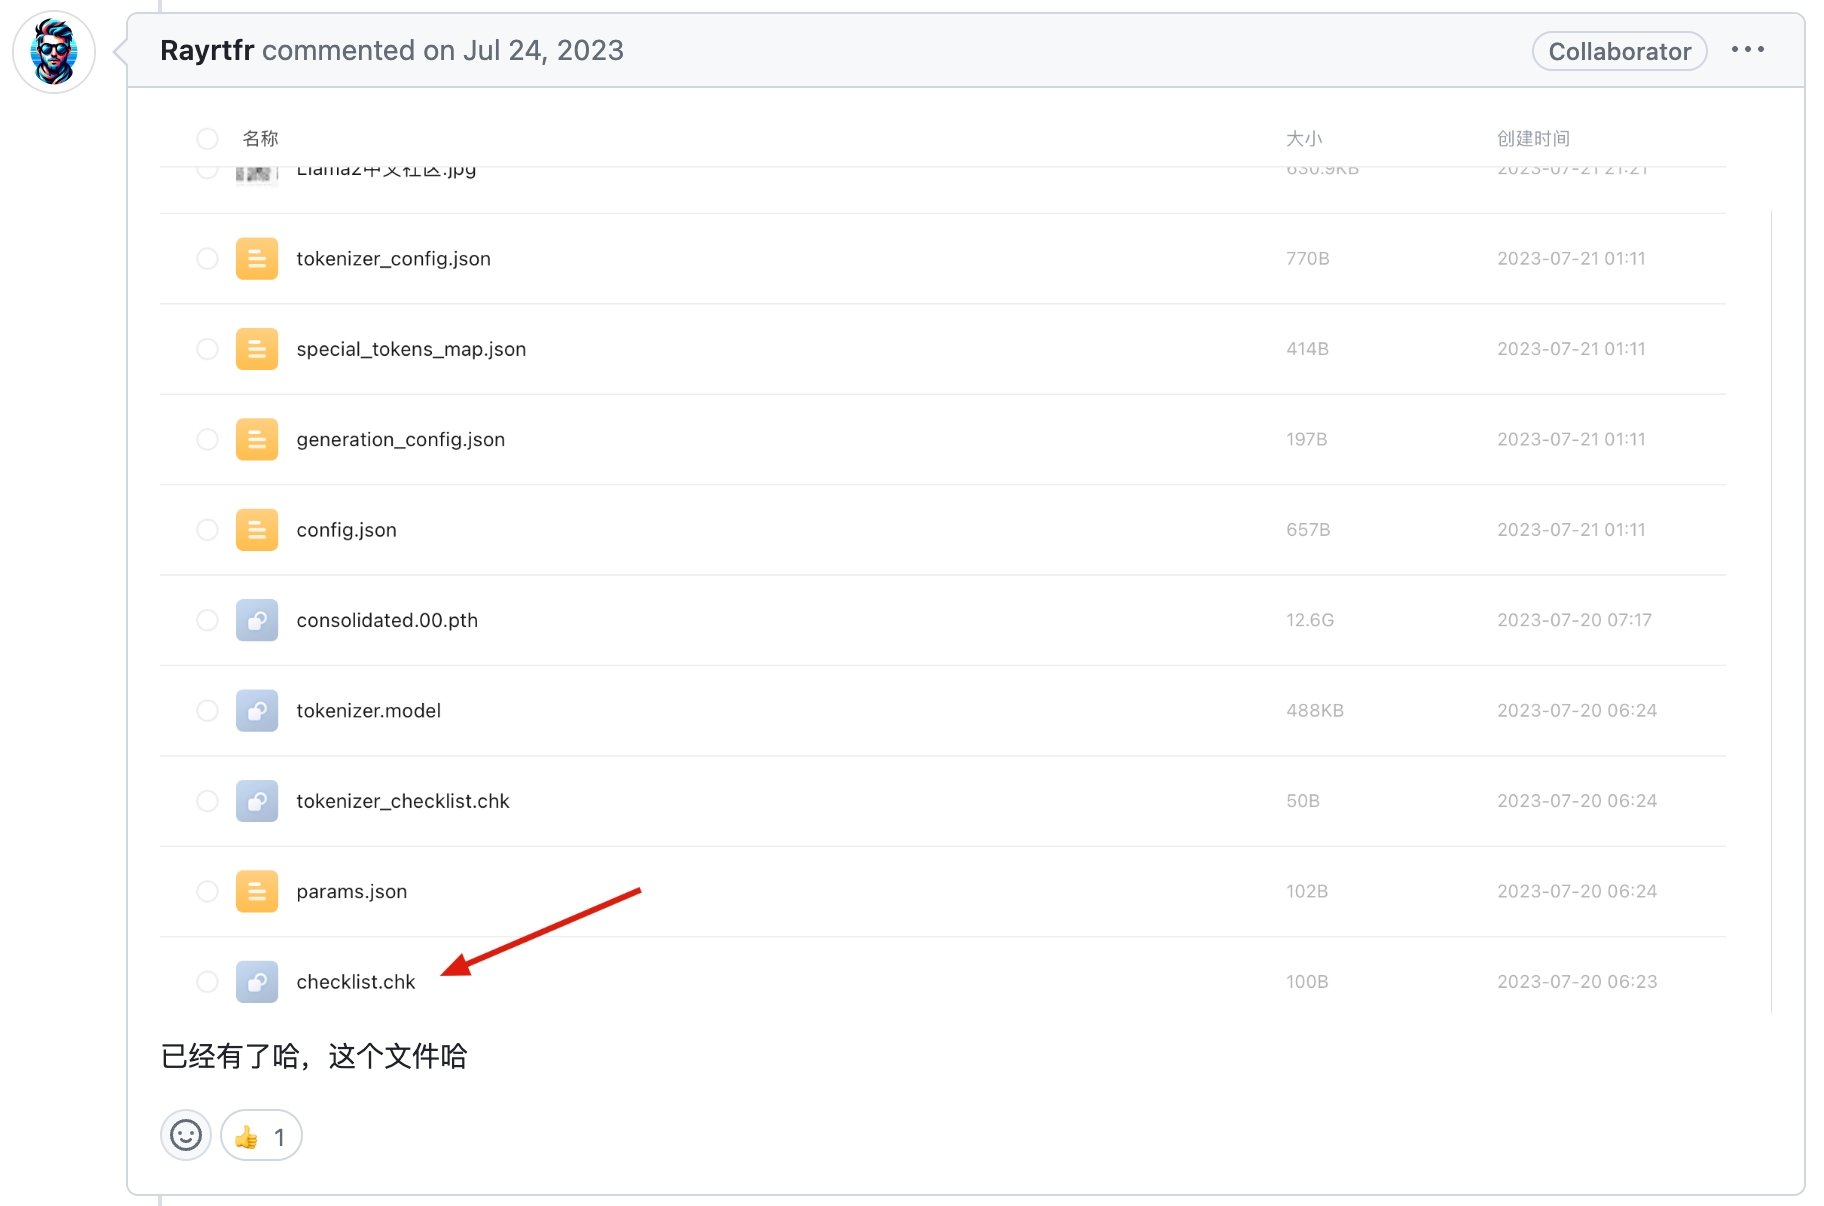 Rayrtfr commented on Jul 24, 2023 Collaborator
名称 大小 创建时间
Llama2中文社区.jpg 630.9KB 2023-07-21 21:21
tokenizer_config.json 770B 2023-07-21 01:11
special_tokens_map.json 414B 2023-07-21 01:11
generation_config.json 197B 2023-07-21 01:11
config.json 657B 2023-07-21 01:11
consolidated.00.pth 12.6G 2023-07-20 07:17
tokenizer.model 488KB 2023-07-20 06:24
tokenizer_checklist.chk 50B 2023-07-20 06:24
params.json 102B 2023-07-20 06:24
checklist.chk 100B 2023-07-20 06:23
已经有了哈，这个文件哈
👍 1